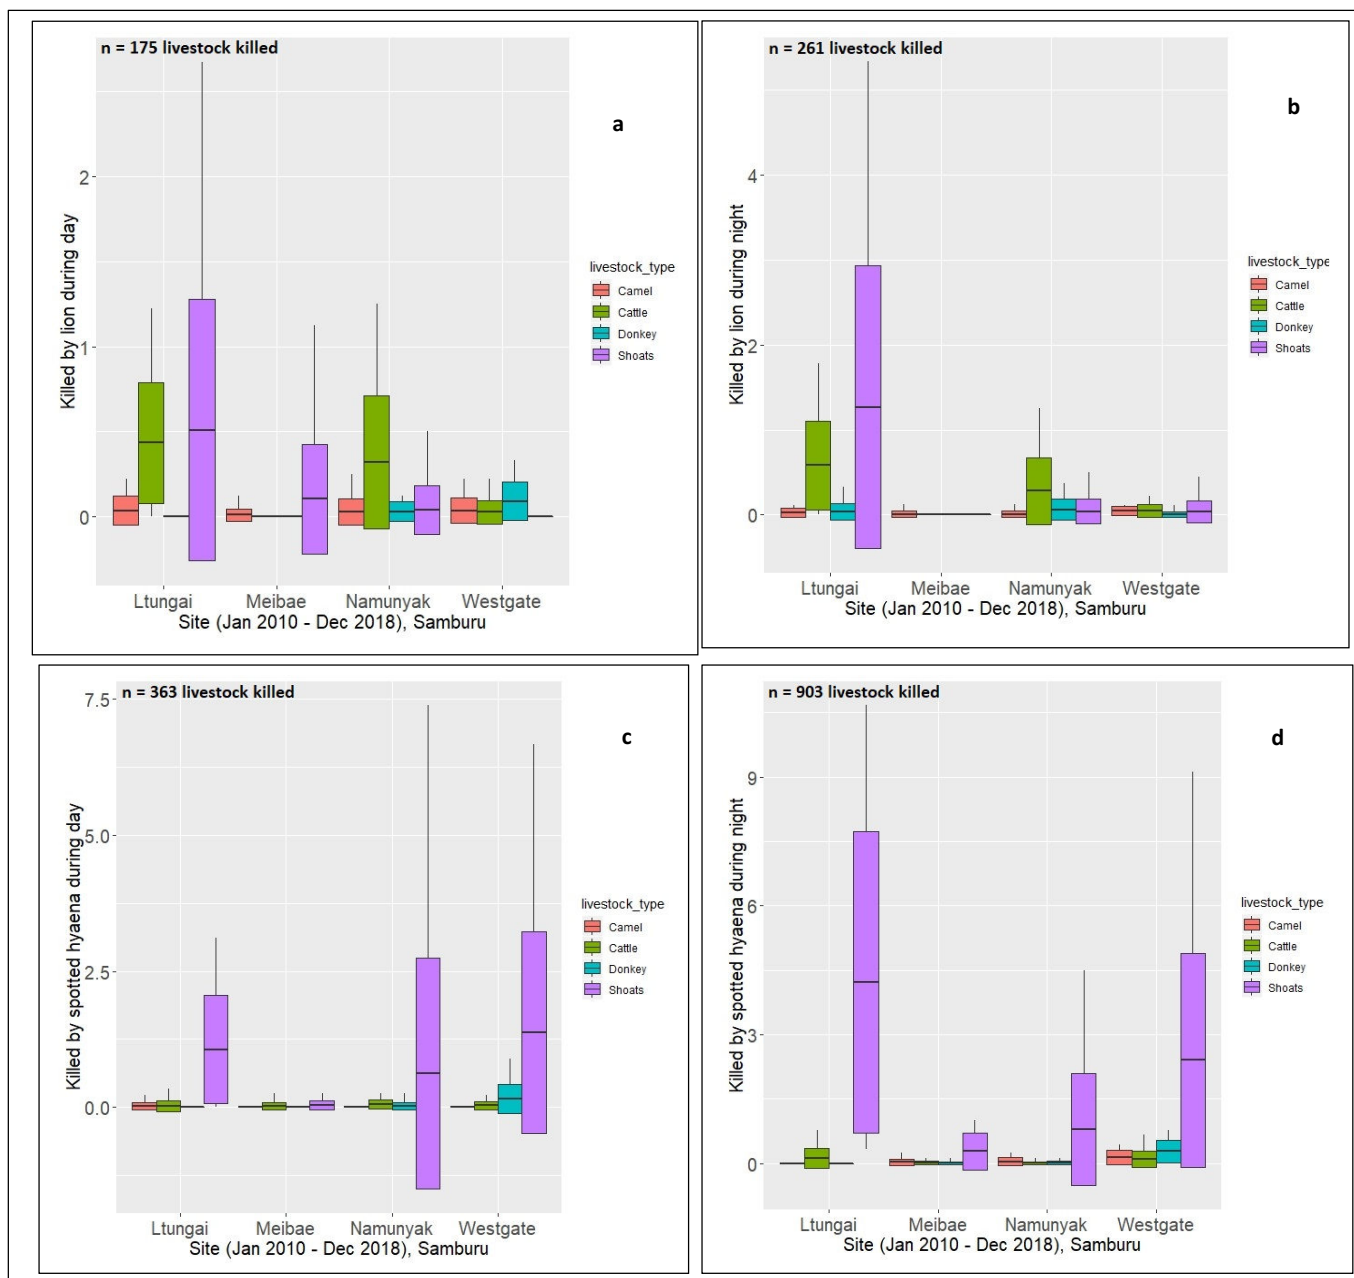 n = 175 livestock killed
a
Killed by lion during day
2
1
0
Ltungai Meibae Namunyak Westgate
Site (Jan 2010 - Dec 2018), Samburu
livestock_type
Camel
Cattle
Donkey
Shoats
n = 261 livestock killed
b
Killed by lion during night
4
2
0
Ltungai Meibae Namunyak Westgate
Site (Jan 2010 - Dec 2018), Samburu
livestock_type
Camel
Cattle
Donkey
Shoats
n = 363 livestock killed
c
Killed by spotted hyaena during day
7.5
5.0
2.5
0.0
Ltungai Meibae Namunyak Westgate
Site (Jan 2010 - Dec 2018), Samburu
livestock_type
Camel
Cattle
Donkey
Shoats
n = 903 livestock killed
d
Killed by spotted hyaena during night
9
6
3
0
Ltungai Meibae Namunyak Westgate
Site (Jan 2010 - Dec 2018), Samburu
livestock_type
Camel
Cattle
Donkey
Shoats